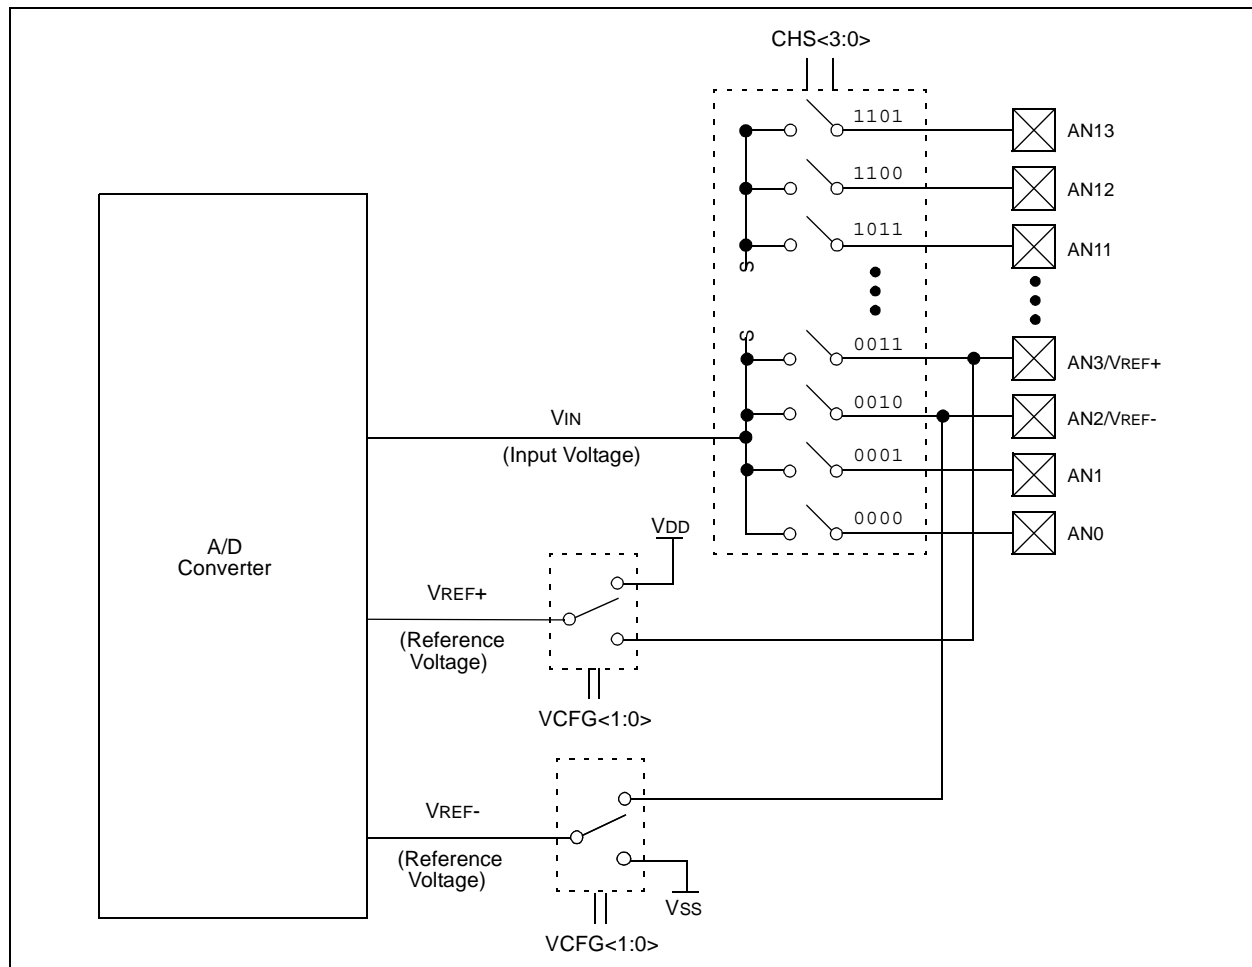 CHS<3:0>
1101
AN13
1100
AN12
1011
AN11
0011
AN3/VREF+
0010
AN2/VREF-
VIN
(Input Voltage)
0001
AN1
0000
AN0
VDD
A/D
Converter
VREF+
(Reference
Voltage)
VCFG<1:0>
VREF-
(Reference
Voltage)
VSS
VCFG<1:0>